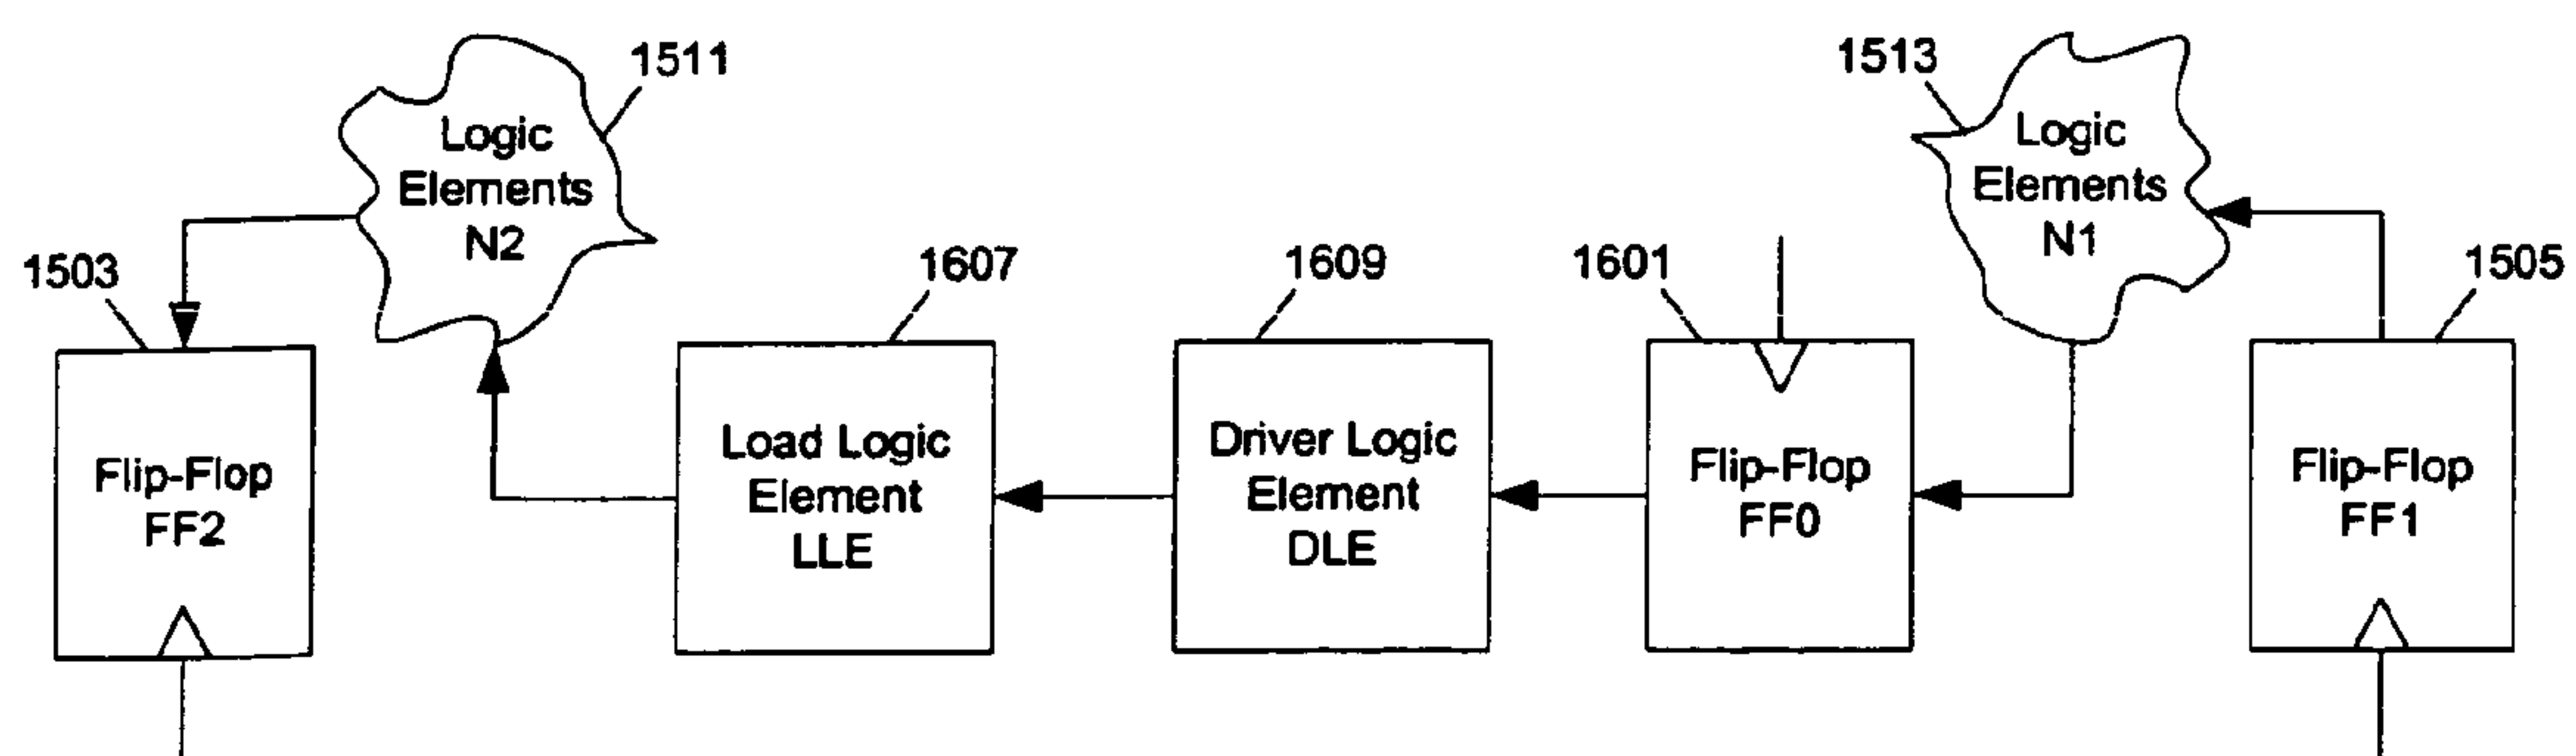 1511
1513
Logic
Elements
N2
Logic
Elements
N1
1503
1607
1609
1601
1505
Flip-Flop
FF2
Load Logic
Element
LLE
Driver Logic
Element
DLE
Flip-Flop
FF0
Flip-Flop
FF1